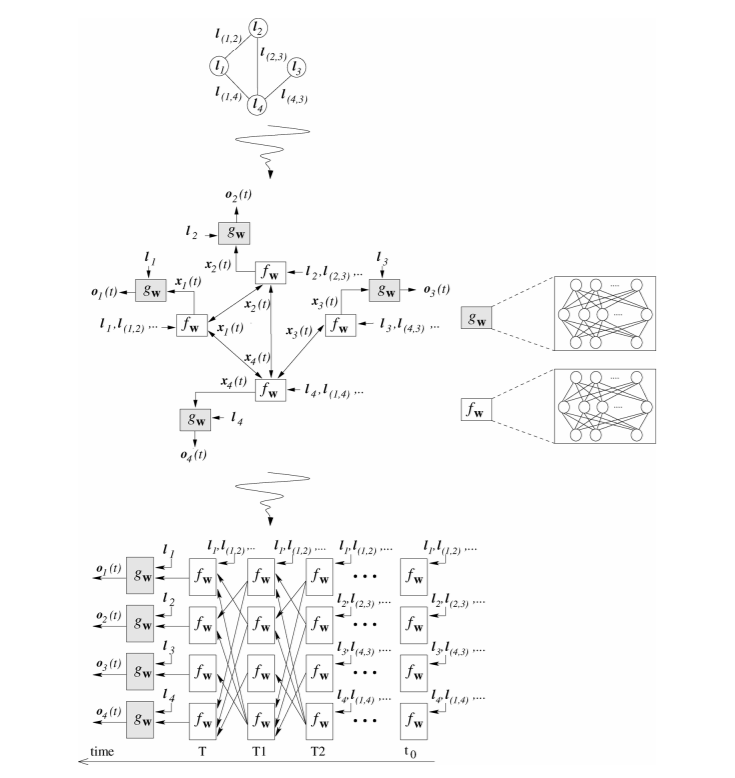 l2
l(1,2)
l(2,3)
l1
l3
l(1,4)
l4
l(4,3)
o2(t)
l2
gw
l1
x2(t)
fw
l2,l(2,3)...
l3
x1(t)
o1(t)
gw
x3(t)
gw
o3(t)
x2(t)
l1,l(1,2)...
fw
x1(t)
x3(t)
fw
l3,l(4,3)...
gw
....
....
x4(t)
x4(t)
fw
l4,l(1,4)...
fw
....
....
gw
l4
o4(t)
l1,l(1,2)... l1,l(1,2),... l1,l(1,2),... l1,l(1,2),...
l1
o1(t) gw fw fw fw ... fw
l2 l2,l(2,3),... l2,l(2,3),...
o2(t) gw fw fw fw ... fw
l3 l3,l(4,3),... l3,l(4,3),...
o3(t) gw fw fw fw ... fw
l4 l4,l(1,4),... l4,l(1,4),...
o4(t) gw fw fw fw ... fw
time T T1 T2 t0